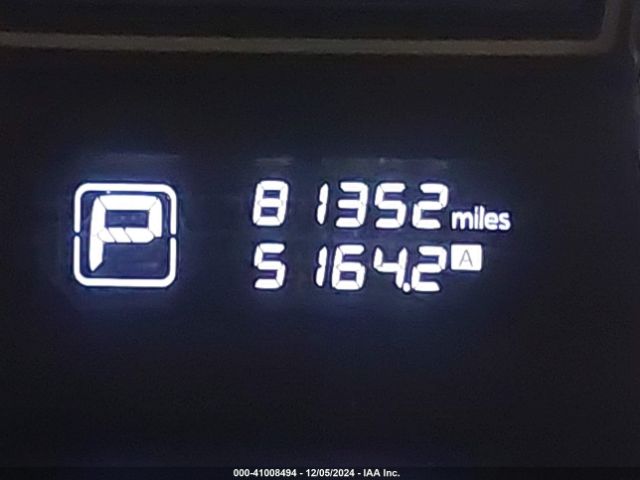 P
81352 miles
5164.2 A
000-41008494 - 12/05/2024 - IAA Inc.